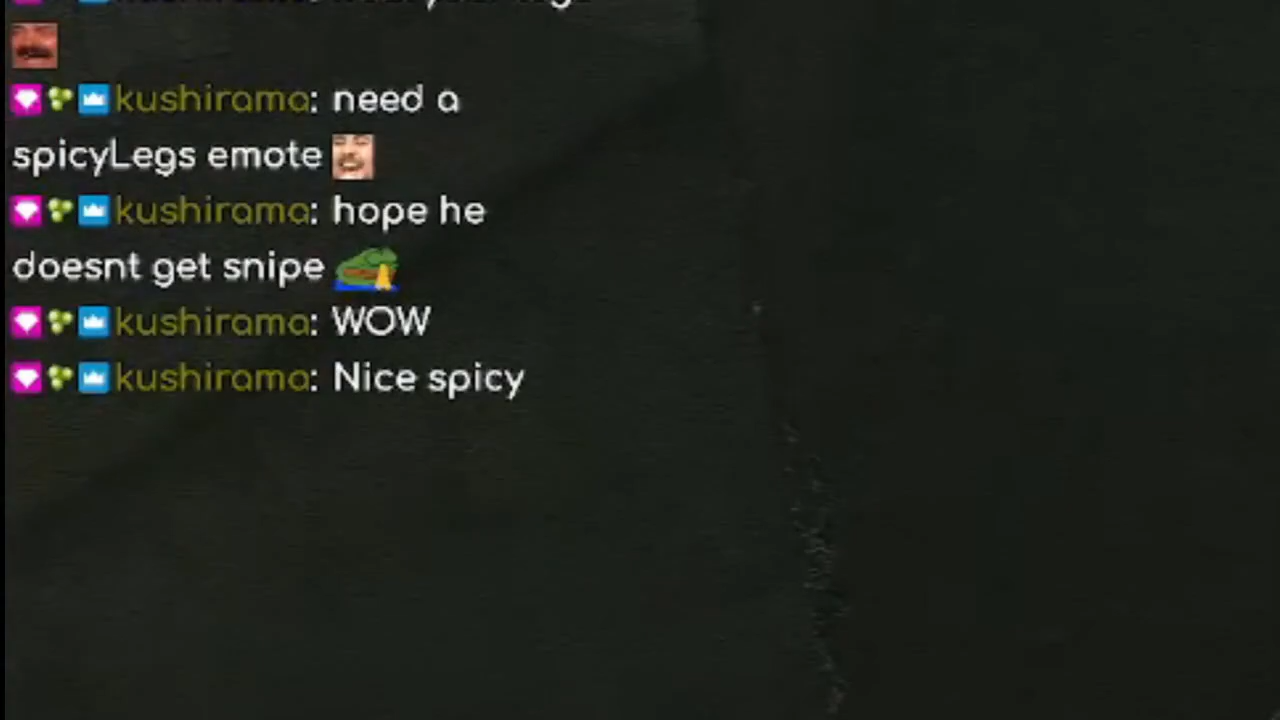 kushirama: need a
spicyLegs emote
kushirama: hope he
doesnt get snipe
kushirama: WOW
kushirama: Nice spicy